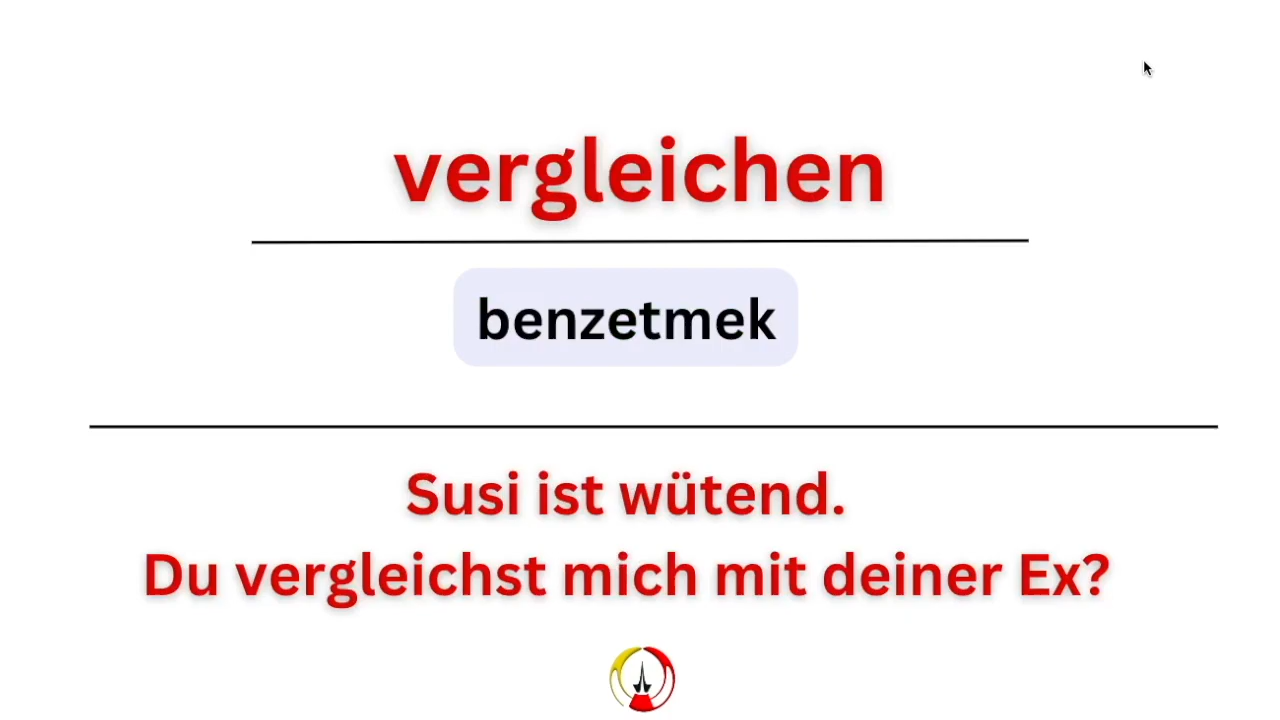 vergleichen
benzetmek
Susi ist wütend.
Du vergleichst mich mit deiner Ex?